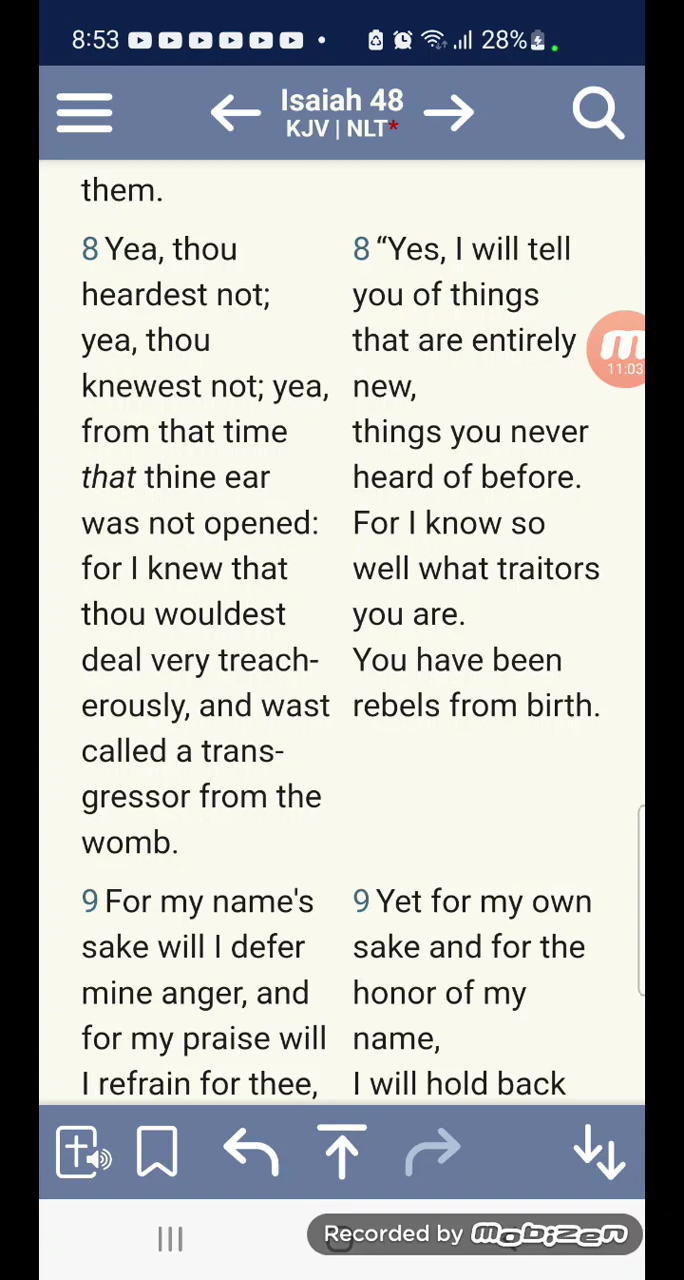 8:53
28%
Isaiah 48
KJV | NLT*
them.
8 Yea, thou
heardest not;
yea, thou
knewest not; yea,
from that time
that thine ear
was not opened:
for I knew that
thou wouldest
deal very treach-
erously, and wast
called a trans-
gressor from the
womb.
8 “Yes, I will tell
you of things
that are entirely
new,
things you never
heard of before.
For I know so
well what traitors
you are.
You have been
rebels from birth.
11:03
9 For my name's
sake will I defer
mine anger, and
for my praise will
I refrain for thee,
9 Yet for my own
sake and for the
honor of my
name,
I will hold back
Recorded by mobizen